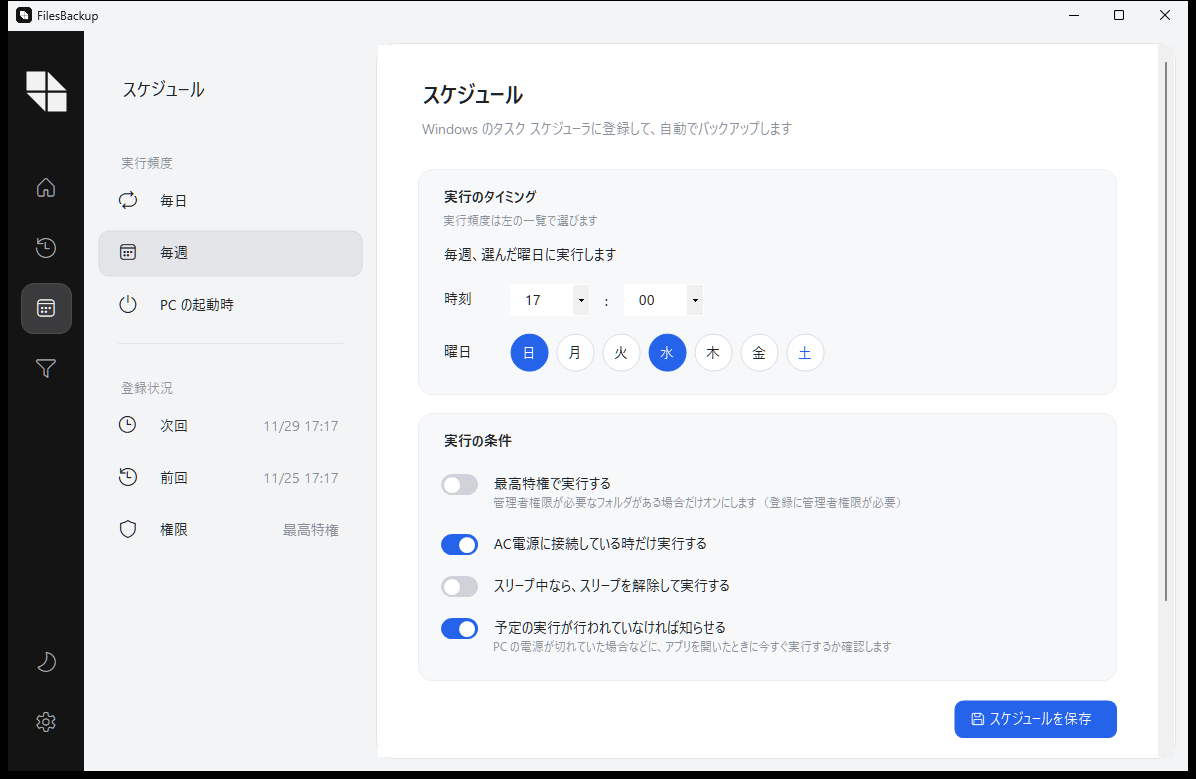 FilesBackup
スケジュール
実行頻度
毎日
毎週
PC の起動時
登録状況
次回 11/29 17:17
前回 11/25 17:17
権限 最高特権
スケジュール
Windows のタスク スケジューラに登録して、自動でバックアップします
実行のタイミング
実行頻度は左の一覧で選びます
毎週、選んだ曜日に実行します
時刻 17 : 00
曜日 日 月 火 水 木 金 土
実行の条件
最高特権で実行する
管理者権限が必要なフォルダがある場合だけオンにします（登録に管理者権限が必要）
AC電源に接続している時だけ実行する
スリープ中なら、スリープを解除して実行する
予定の実行が行われていなければ知らせる
PC の電源が切れていた場合などに、アプリを開いたときに今すぐ実行するか確認します
スケジュールを保存